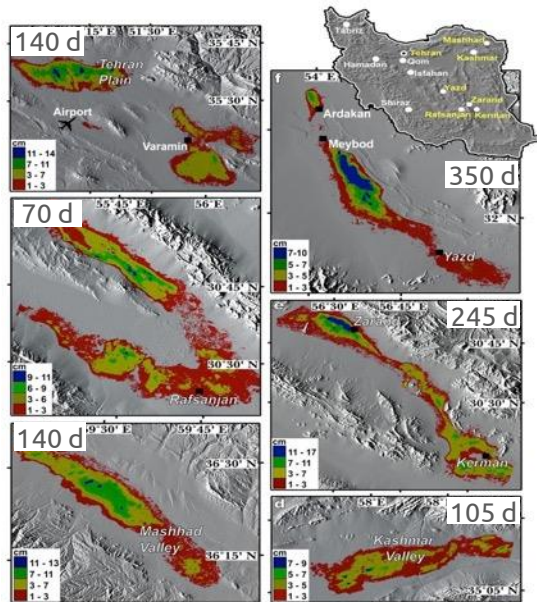 140 d
Tehran
Plain
35°45' N
35°30' N
Airport
Varamin
cm
11 - 14
7 - 11
3 - 7
1 - 3
70 d
55°45' E
56° E
30°45' N
30°30' N
Rafsanjan
cm
9 - 11
6 - 9
3 - 6
1 - 3
140 d
59°30' E
59°45' E
36°30' N
Mashhad
Valley
36°15' N
cm
11 - 13
7 - 11
3 - 7
1 - 3
Tabriz
Mashhad
Tehran
Kashmar
Hamadan
Qom
Isfahan
Yazd
Zarand
Shiraz
Rafsanjan
Kerman
f
54° E
Ardakan
Meybod
350 d
32° N
Yazd
cm
7-10
5 - 7
3 - 5
1 - 3
e
56°30' E
56°45' E
245 d
30°45' N
30°30' N
Kerman
cm
11 - 17
7 - 11
3 - 7
1 - 3
d
105 d
Kashmar
Valley
35°05' N
cm
7 - 9
5 - 7
3 - 5
1 - 3